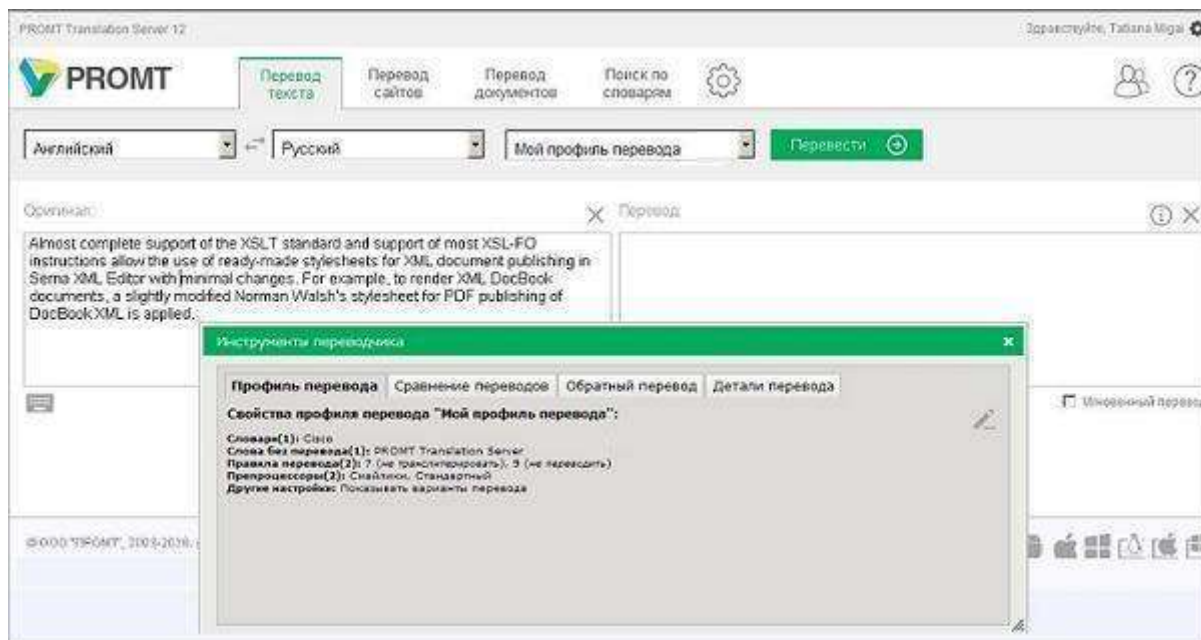 PROMT Translation Server 12
Здравствуйте, Tatiana Migai
PROMT
Перевод текста
Перевод сайтов
Перевод документов
Поиск по словарям
Английский
Русский
Мой профиль перевода
Перевести
Оригинал:
Перевод:
Almost complete support of the XSLT standard and support of most XSL-FO
instructions allow the use of ready-made stylesheets for XML document publishing in
Serna XML Editor with minimal changes. For example, to render XML DocBook
documents, a slightly modified Norman Walsh's stylesheet for PDF publishing of
DocBook XML is applied.
Инструменты переводчика
Профиль перевода
Сравнение переводов
Обратный перевод
Детали перевода
Свойства профиля перевода "Мой профиль перевода":
Словари(1): Cisco
Слова без перевода(1): PROMT Translation Server
Правила перевода(2): 7 (не транслитерировать), 9 (не переводить)
Препроцессоры(2): Смайлики, Стандартный
Другие настройки: Показывать варианты перевода
Мгновенный перевод
© ООО "ПРОМТ",